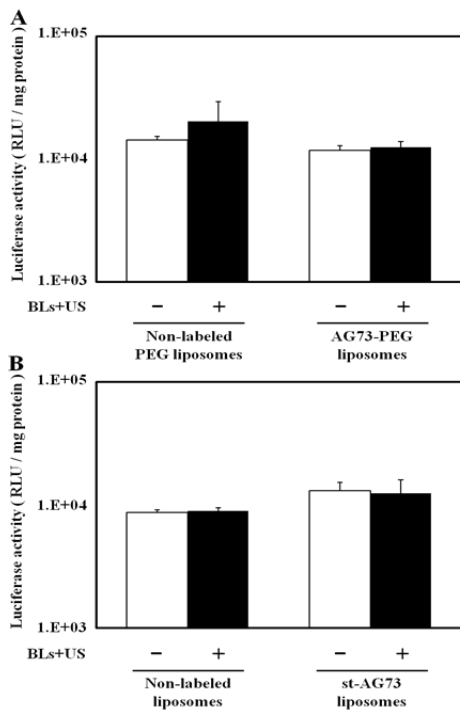 A
1.E+05
1.E+04
1.E+03
Luciferase activity ( RLU / mg protein )
BLs+US − + − +
Non-labeled
PEG liposomes
AG73-PEG
liposomes
B
1.E+05
1.E+04
1.E+03
Luciferase activity ( RLU / mg protein )
BLs+US − + − +
Non-labeled
liposomes
st-AG73
liposomes